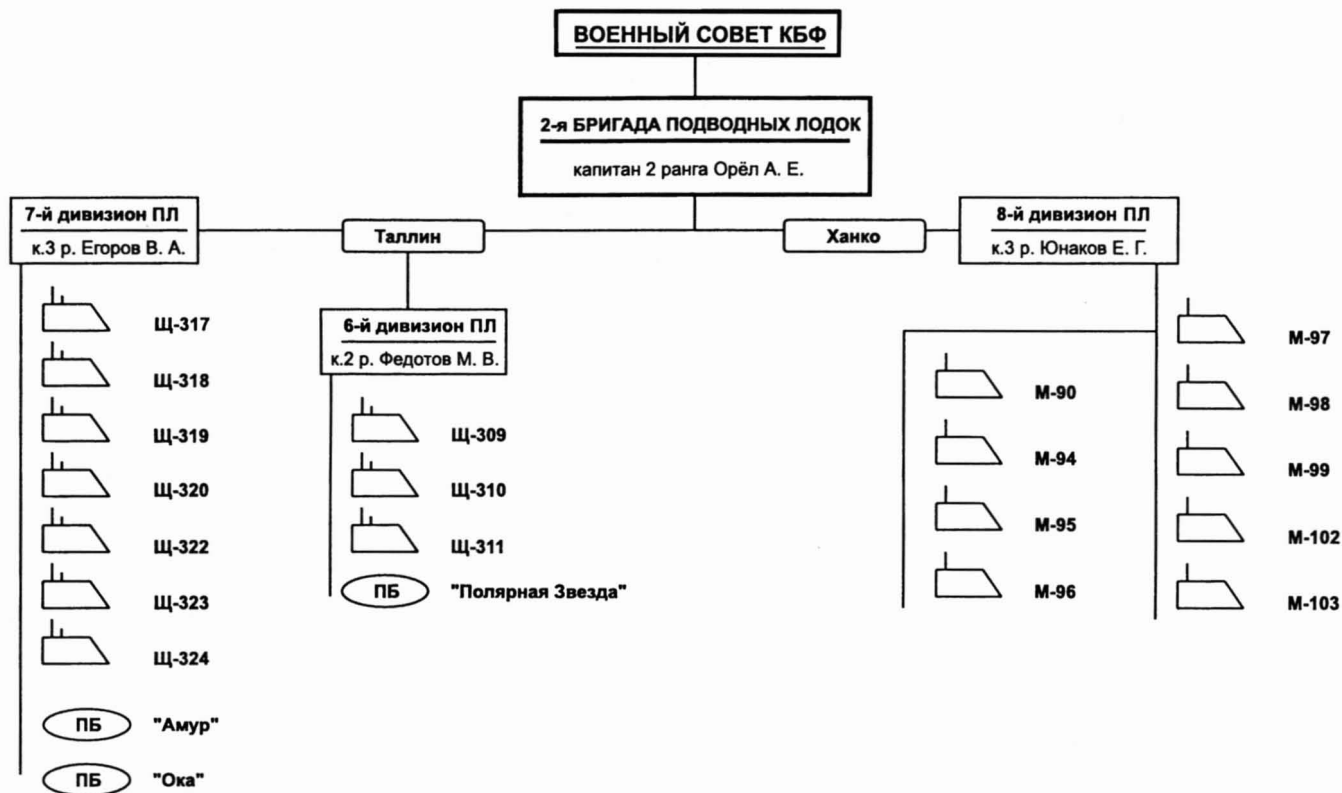 ВОЕННЫЙ СОВЕТ КБФ
2-я БРИГАДА ПОДВОДНЫХ ЛОДОК
капитан 2 ранга Орёл А. Е.
7-й дивизион ПЛ
к.3 р. Егоров В. А.
Таллин
Ханко
8-й дивизион ПЛ
к.3 р. Юнаков Е. Г.
6-й дивизион ПЛ
к.2 р. Федотов М. В.
Щ-317
Щ-318
Щ-319
Щ-320
Щ-322
Щ-323
Щ-324
ПБ "Амур"
ПБ "Ока"
Щ-309
Щ-310
Щ-311
ПБ "Полярная Звезда"
М-90
М-94
М-95
М-96
М-97
М-98
М-99
М-102
М-103